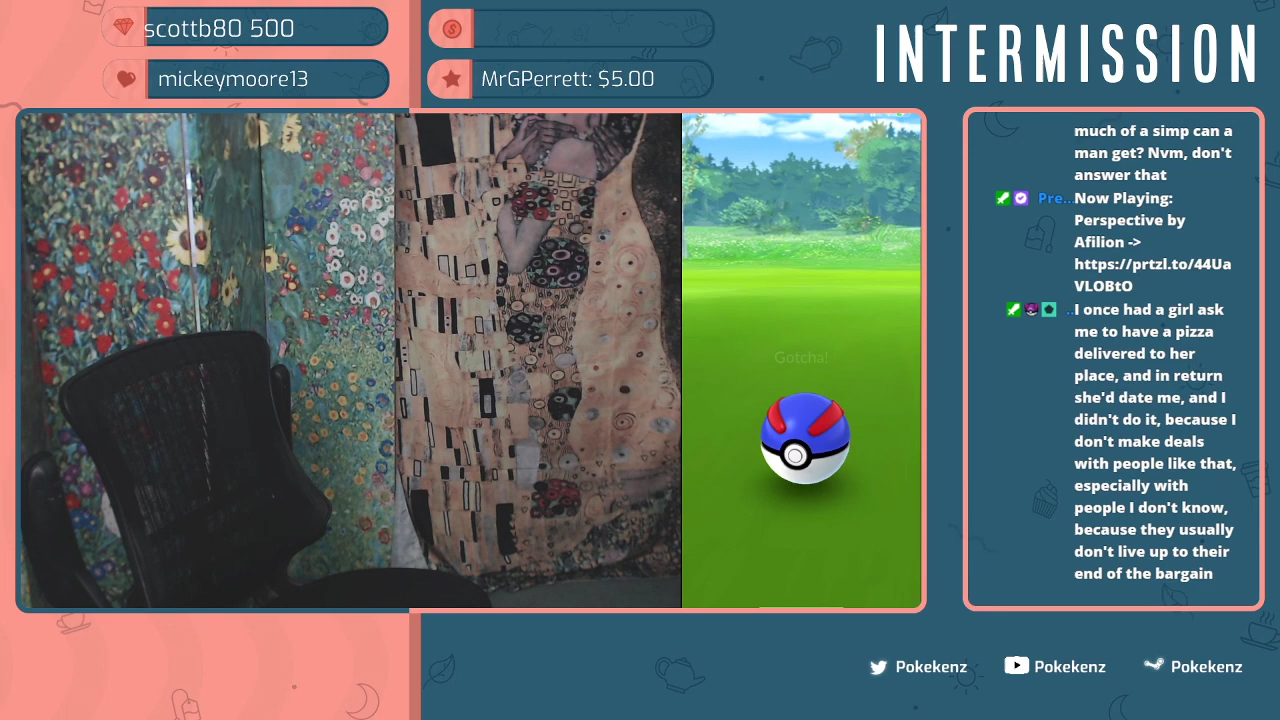 scottb80 500
mickeymoore13
MrGPerrett: $5.00
INTERMISSION
much of a simp can a
man get? Nvm, don't
answer that
Pre...Now Playing:
Perspective by
Afilion ->
https://prtzl.to/44Ua
VLOBtO
..I once had a girl ask
me to have a pizza
delivered to her
place, and in return
she'd date me, and I
didn't do it, because I
don't make deals
with people like that,
especially with
people I don't know,
because they usually
don't live up to their
end of the bargain
Gotcha!
Pokekenz
Pokekenz
Pokekenz